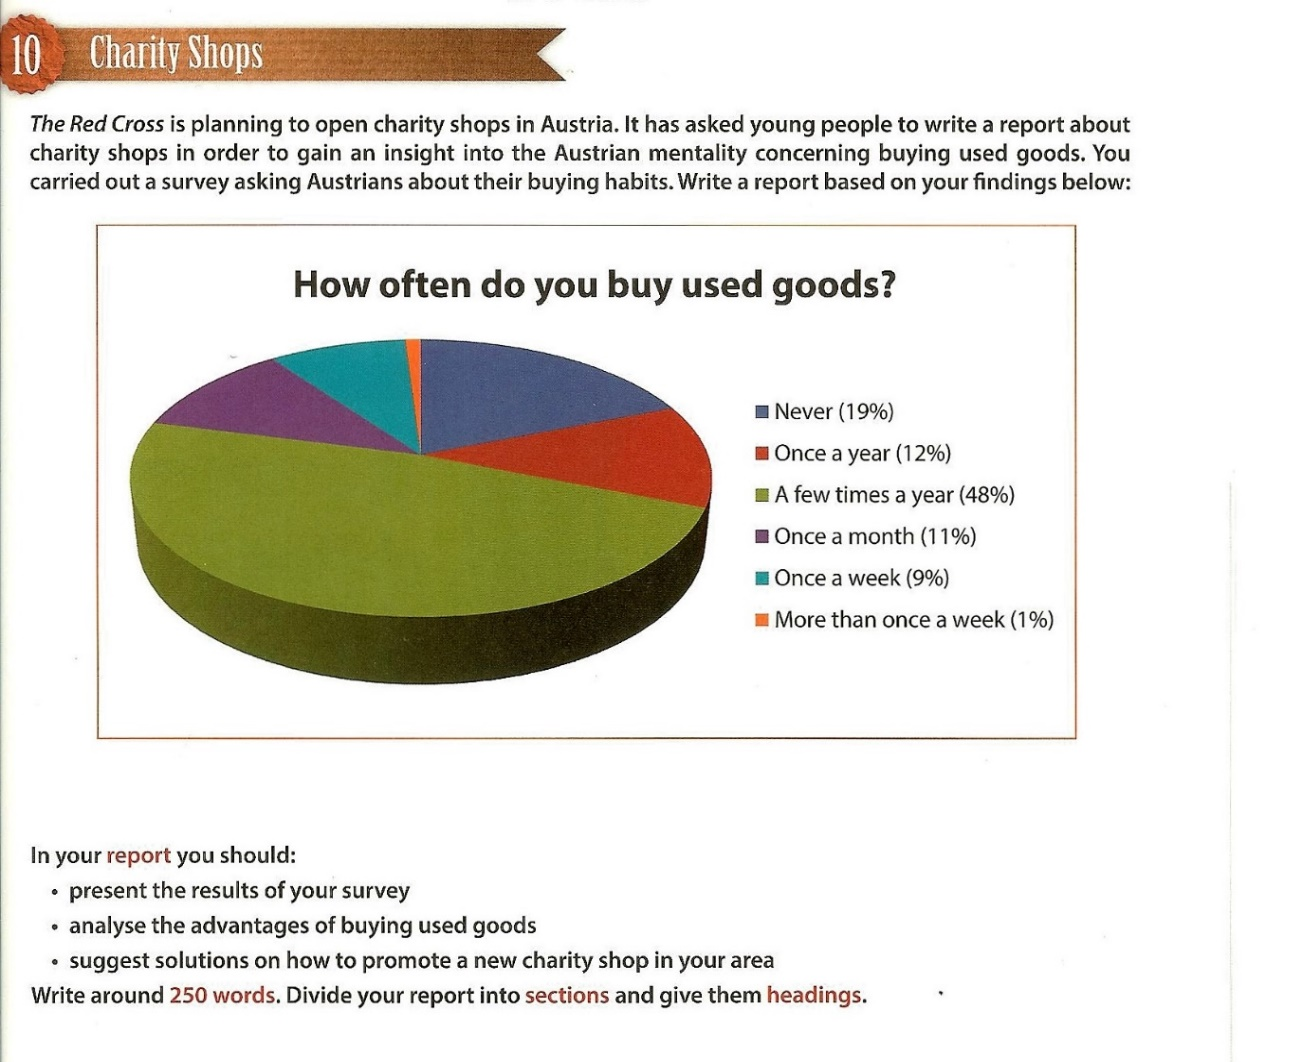 10 Charity Shops
The Red Cross is planning to open charity shops in Austria. It has asked young people to write a report about
charity shops in order to gain an insight into the Austrian mentality concerning buying used goods. You
carried out a survey asking Austrians about their buying habits. Write a report based on your findings below:
How often do you buy used goods?
Never (19%)
Once a year (12%)
A few times a year (48%)
Once a month (11%)
Once a week (9%)
More than once a week (1%)
In your report you should:
• present the results of your survey
• analyse the advantages of buying used goods
• suggest solutions on how to promote a new charity shop in your area
Write around 250 words. Divide your report into sections and give them headings.